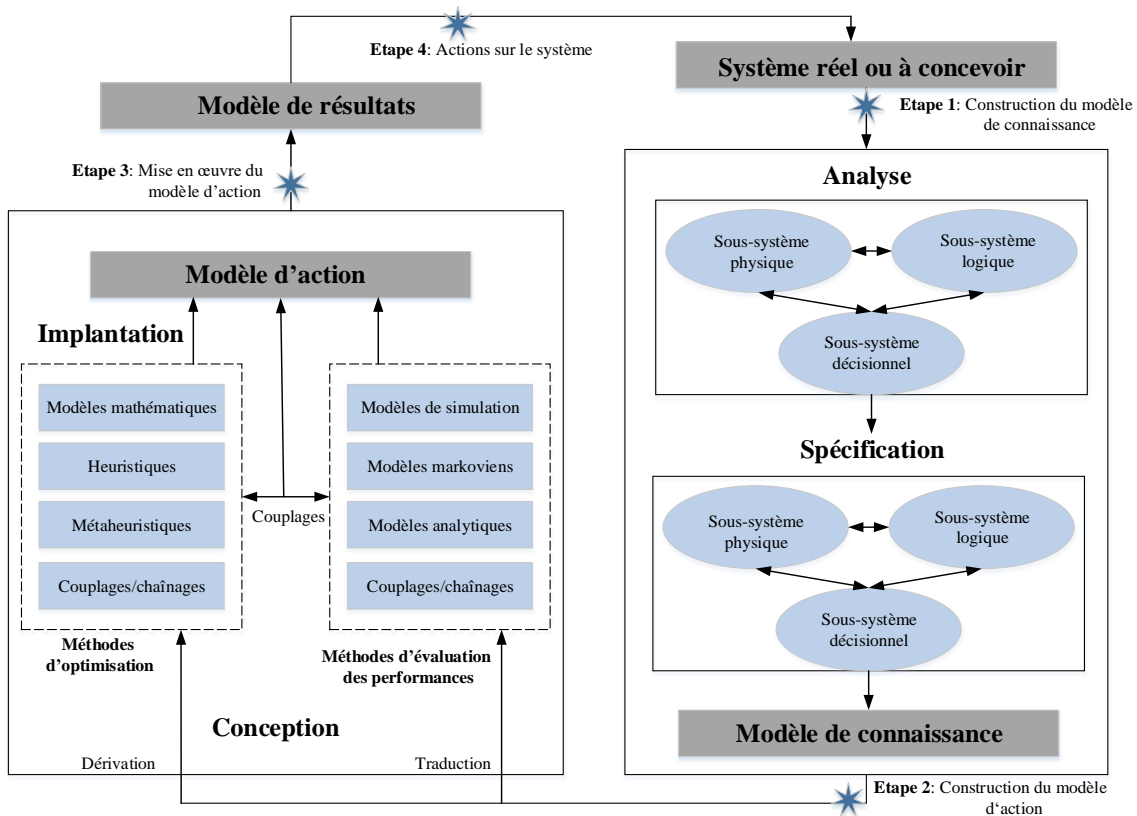 Etape 4: Actions sur le système
Système réel ou à concevoir
Modèle de résultats
Etape 1: Construction du modèle
de connaissance
Etape 3: Mise en œuvre du
modèle d’action
Analyse
Sous-système
physique
Sous-système
logique
Sous-système
décisionnel
Modèle d’action
Implantation
Modèles mathématiques
Heuristiques
Métaheuristiques
Couplages/chaînages
Couplages
Modèles de simulation
Modèles markoviens
Modèles analytiques
Couplages/chaînages
Méthodes
d’optimisation
Méthodes d’évaluation
des performances
Conception
Dérivation
Traduction
Spécification
Sous-système
physique
Sous-système
logique
Sous-système
décisionnel
Modèle de connaissance
Etape 2: Construction du modèle
d‘action